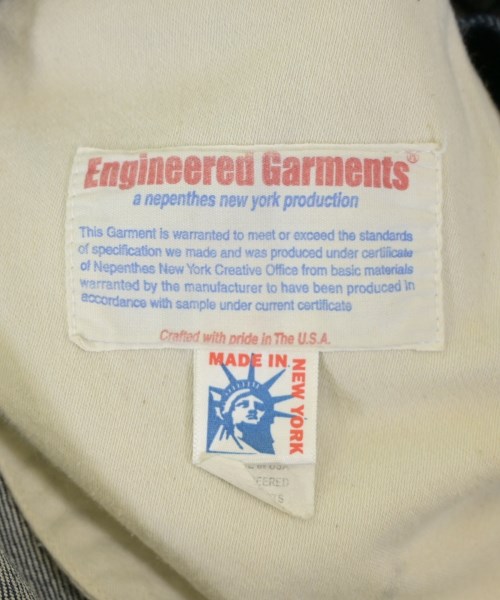 Engineered Garments®
a nepenthes new york production
This Garment is warranted to meet or exceed the standards
of specification we made and was produced under certificate
of Nepenthes New York Creative Office from basic materials
warranted by the manufacturer to have been produced in
accordance with sample under current certificate
Crafted with pride in The U.S.A.
MADE IN
NEW YORK